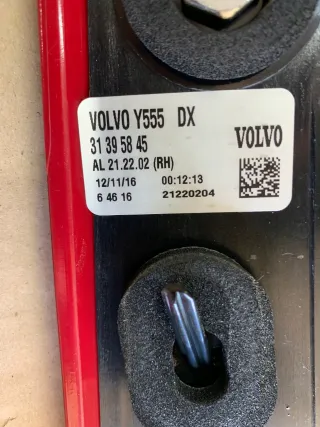 VOLVO Y555 DX
31 39 58 45
VOLVO
AL 21.22.02 (RH)
12/11/16 00:12:13
6 46 16 21220204